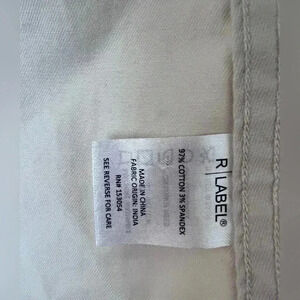 R | LABEL®
97% COTTON 3% SPANDEX
MADE IN CHINA
FABRIC ORIGIN: INDIA
RN# 153054
SEE REVERSE FOR CARE